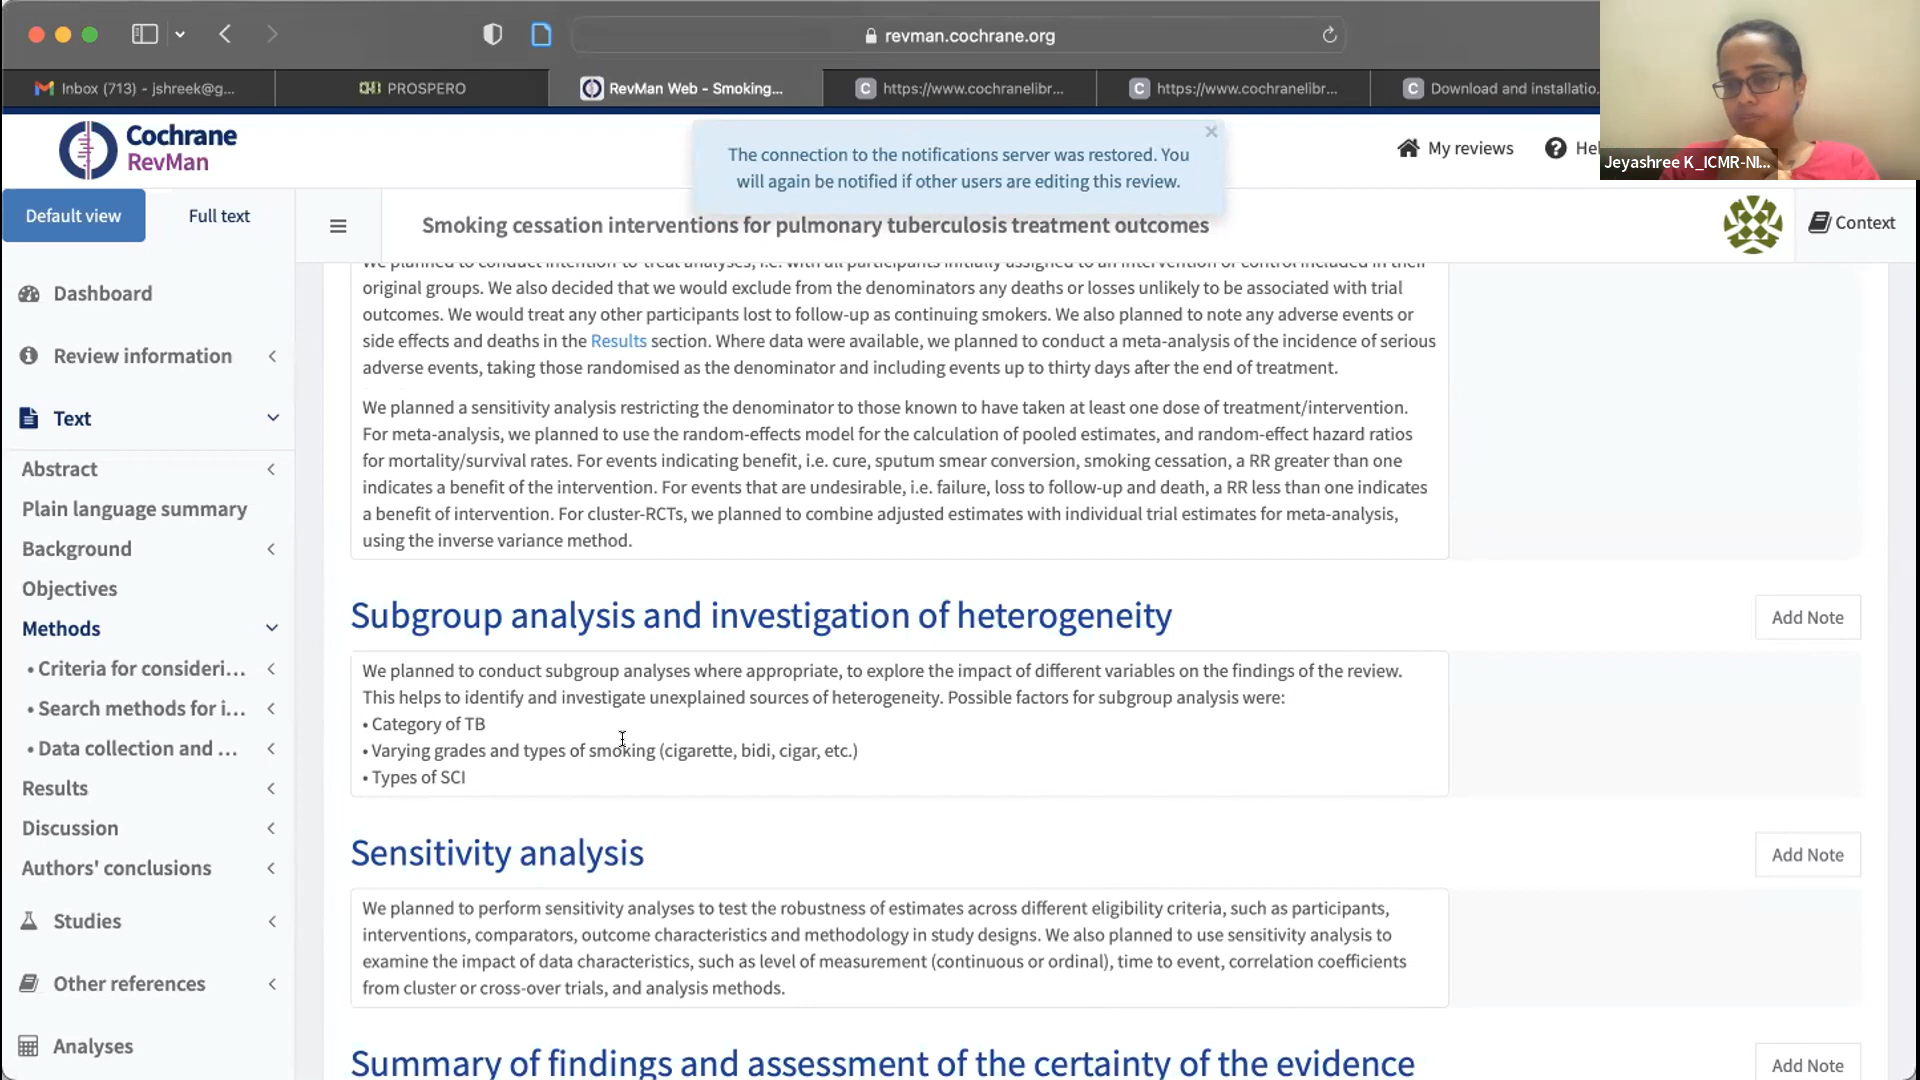 revman.cochrane.org
Inbox (713) - jshreek@g...
PROSPERO
RevMan Web - Smoking...
C https://www.cochranelibr...
C https://www.cochranelibr...
C Download and installatio...
Jeyashree K_ICMR-NI...
Cochrane
RevMan
The connection to the notifications server was restored. You
will again be notified if other users are editing this review.
×
My reviews
Hel
Default view
Full text
Smoking cessation interventions for pulmonary tuberculosis treatment outcomes
Context
Dashboard
Review information
Text
Abstract
Plain language summary
Background
Objectives
Methods
• Criteria for consideri...
• Search methods for i...
• Data collection and ...
Results
Discussion
Authors' conclusions
Studies
Other references
Analyses
We planned to conduct intention-to-treat analyses, i.e. with all participants initially assigned to an intervention or control included in their
original groups. We also decided that we would exclude from the denominators any deaths or losses unlikely to be associated with trial
outcomes. We would treat any other participants lost to follow-up as continuing smokers. We also planned to note any adverse events or
side effects and deaths in the Results section. Where data were available, we planned to conduct a meta-analysis of the incidence of serious
adverse events, taking those randomised as the denominator and including events up to thirty days after the end of treatment.
We planned a sensitivity analysis restricting the denominator to those known to have taken at least one dose of treatment/intervention.
For meta-analysis, we planned to use the random-effects model for the calculation of pooled estimates, and random-effect hazard ratios
for mortality/survival rates. For events indicating benefit, i.e. cure, sputum smear conversion, smoking cessation, a RR greater than one
indicates a benefit of the intervention. For events that are undesirable, i.e. failure, loss to follow-up and death, a RR less than one indicates
a benefit of intervention. For cluster-RCTs, we planned to combine adjusted estimates with individual trial estimates for meta-analysis,
using the inverse variance method.
Subgroup analysis and investigation of heterogeneity
Add Note
We planned to conduct subgroup analyses where appropriate, to explore the impact of different variables on the findings of the review.
This helps to identify and investigate unexplained sources of heterogeneity. Possible factors for subgroup analysis were:
• Category of TB
• Varying grades and types of smoking (cigarette, bidi, cigar, etc.)
• Types of SCI
Sensitivity analysis
Add Note
We planned to perform sensitivity analyses to test the robustness of estimates across different eligibility criteria, such as participants,
interventions, comparators, outcome characteristics and methodology in study designs. We also planned to use sensitivity analysis to
examine the impact of data characteristics, such as level of measurement (continuous or ordinal), time to event, correlation coefficients
from cluster or cross-over trials, and analysis methods.
Summary of findings and assessment of the certainty of the evidence
Add Note